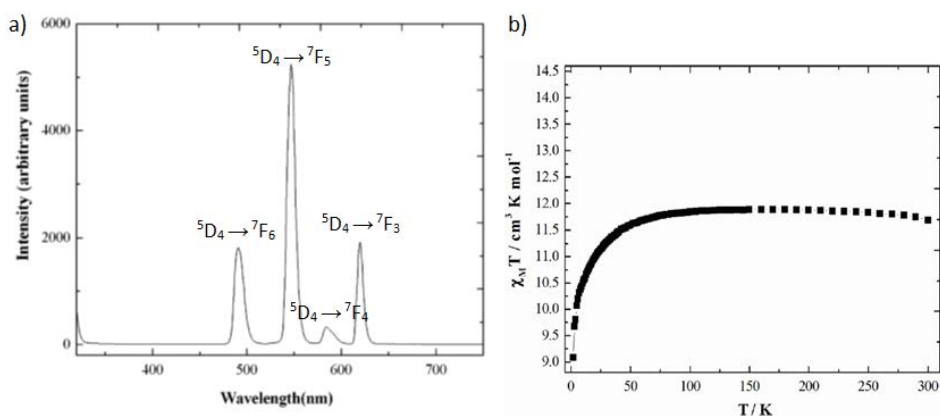 a)
6000
4000
2000
0
Intensity (arbitrary units)
⁵D₄→⁷F₅
⁵D₄→⁷F₆
⁵D₄→⁷F₃
⁵D₄→⁷F₄
400 500 600 700
Wavelength(nm)
b)
14.5
14.0
13.5
13.0
12.5
12.0
11.5
11.0
10.5
10.0
9.5
9.0
χ_MT / cm³ K mol⁻¹
0 50 100 150 200 250 300
T / K